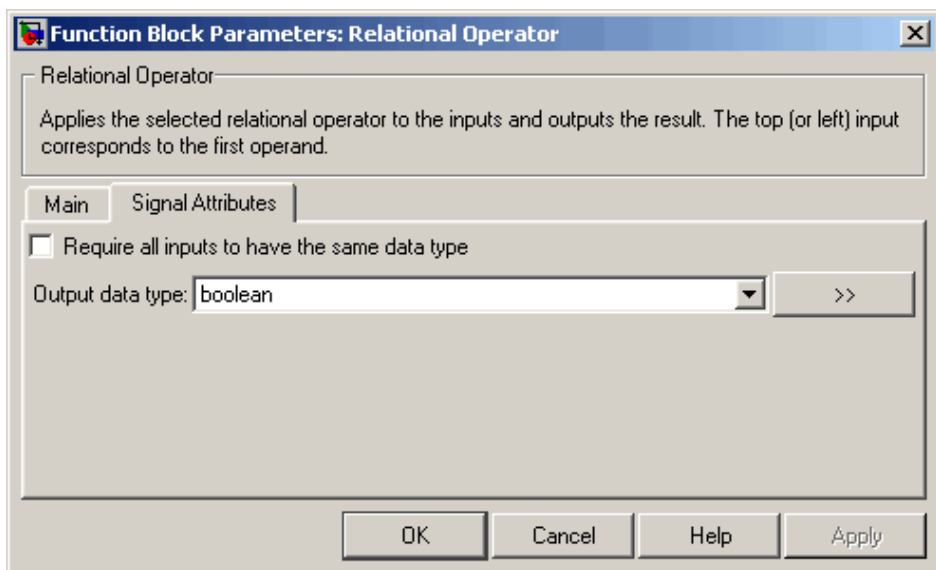 Function Block Parameters: Relational Operator
Relational Operator
Applies the selected relational operator to the inputs and outputs the result. The top (or left) input
corresponds to the first operand.
Main Signal Attributes
Require all inputs to have the same data type
Output data type: boolean >>
OK Cancel Help Apply